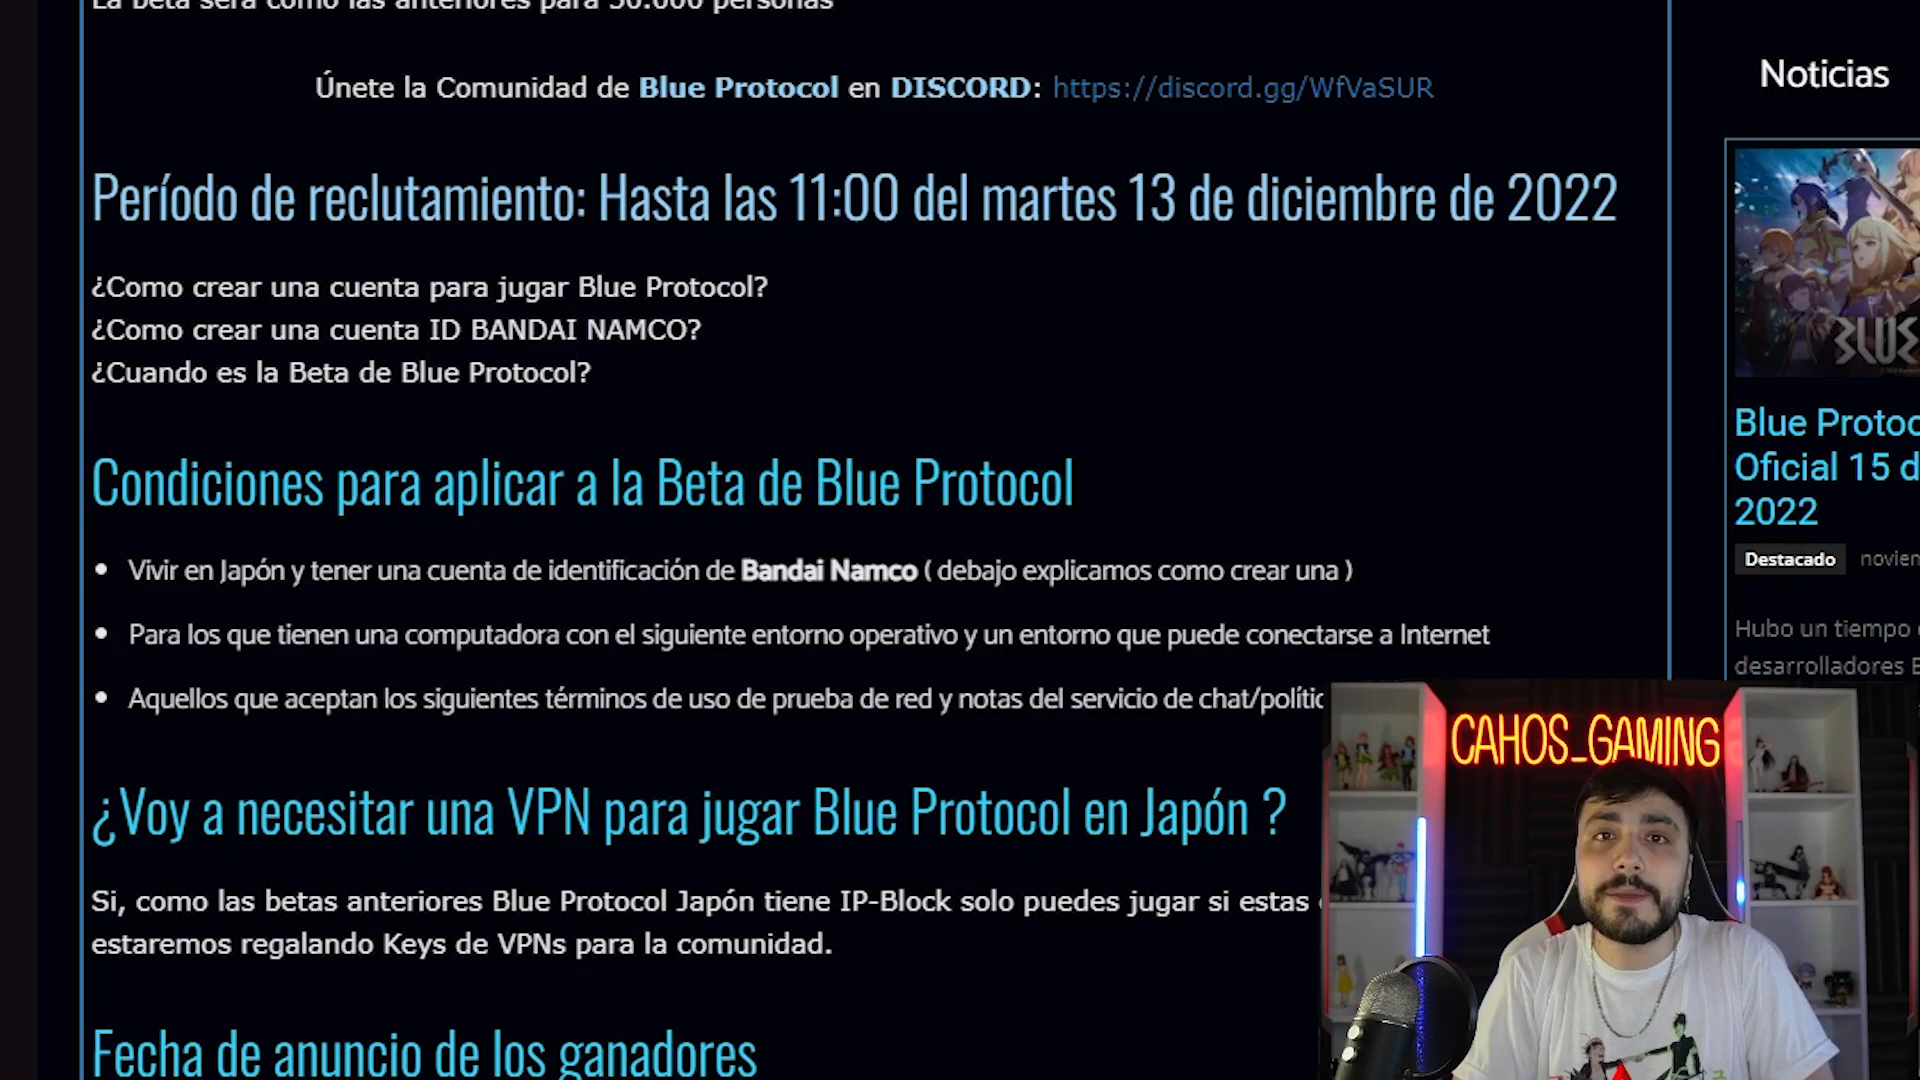 La Beta será como las anteriores para 50.000 personas
Únete la Comunidad de Blue Protocol en DISCORD: https://discord.gg/WfVaSUR
Noticias
Período de reclutamiento: Hasta las 11:00 del martes 13 de diciembre de 2022
¿Como crear una cuenta para jugar Blue Protocol?
¿Como crear una cuenta ID BANDAI NAMCO?
¿Cuando es la Beta de Blue Protocol?
BLUE
Blue Protoc
Oficial 15 d
2022
Destacado novien
Hubo un tiempo
desarrolladores
Condiciones para aplicar a la Beta de Blue Protocol
• Vivir en Japón y tener una cuenta de identificación de Bandai Namco ( debajo explicamos como crear una )
• Para los que tienen una computadora con el siguiente entorno operativo y un entorno que puede conectarse a Internet
• Aquellos que aceptan los siguientes términos de uso de prueba de red y notas del servicio de chat/polític
CAHOS_GAMING
¿Voy a necesitar una VPN para jugar Blue Protocol en Japón ?
Si, como las betas anteriores Blue Protocol Japón tiene IP-Block solo puedes jugar si estas
estaremos regalando Keys de VPNs para la comunidad.
Fecha de anuncio de los ganadores